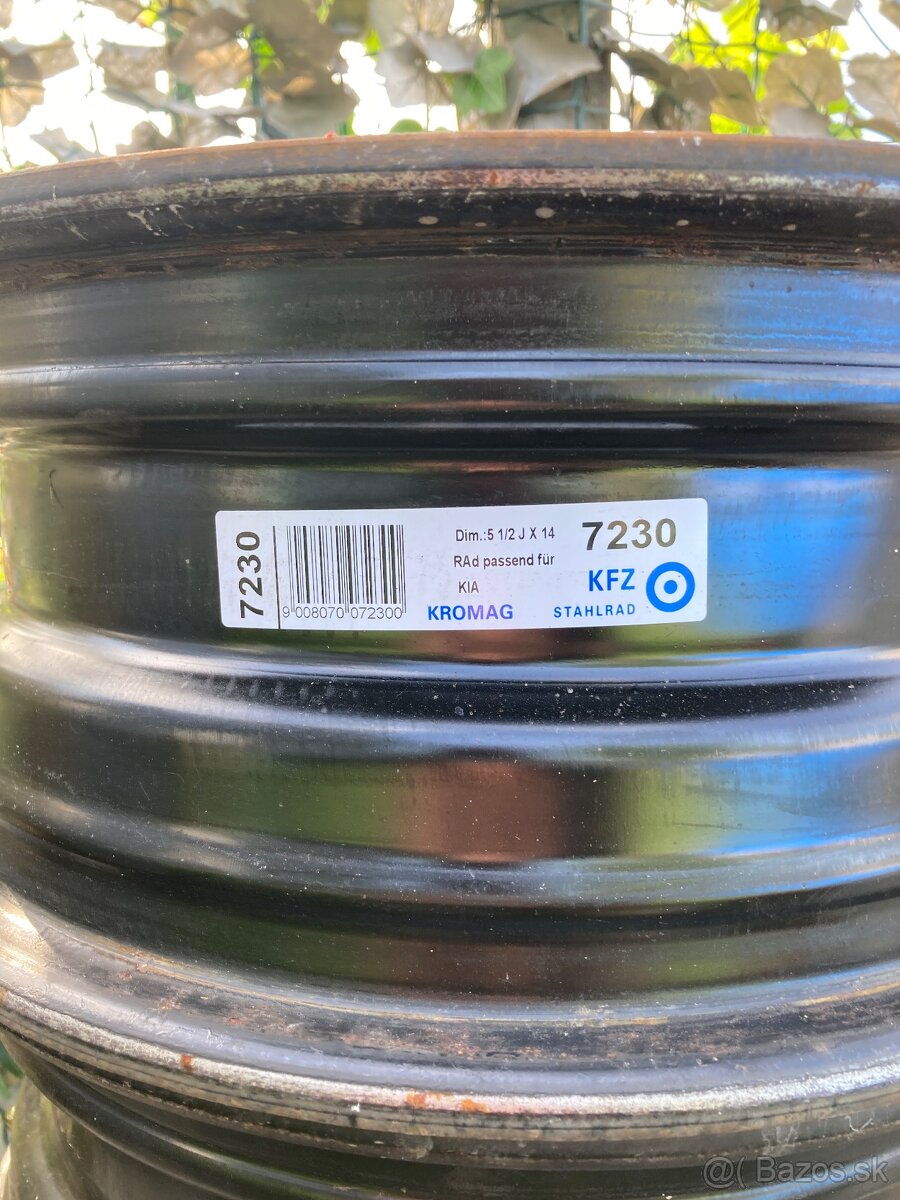 7230
9 008070 072300
Dim.:5 1/2 J X 14
RAd passend für
KIA
KROMAG
7230
KFZ
STAHLRAD
@( Bazos.sk